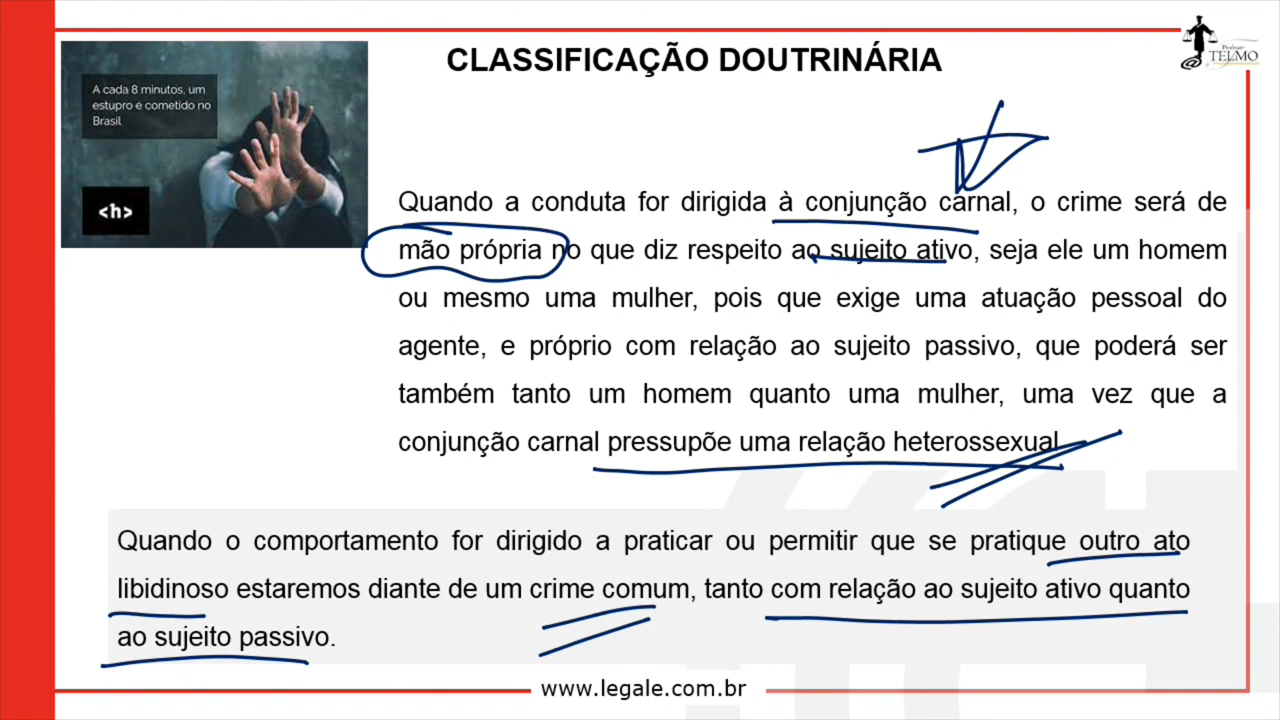 CLASSIFICAÇÃO DOUTRINÁRIA
Professor
TELMO
A cada 8 minutos, um
estupro é cometido no
Brasil
<h>
Quando a conduta for dirigida à conjunção carnal, o crime será de
mão própria no que diz respeito ao sujeito ativo, seja ele um homem
ou mesmo uma mulher, pois que exige uma atuação pessoal do
agente, e próprio com relação ao sujeito passivo, que poderá ser
também tanto um homem quanto uma mulher, uma vez que a
conjunção carnal pressupõe uma relação heterossexual
Quando o comportamento for dirigido a praticar ou permitir que se pratique outro ato
libidinoso estaremos diante de um crime comum, tanto com relação ao sujeito ativo quanto
ao sujeito passivo.
www.legale.com.br